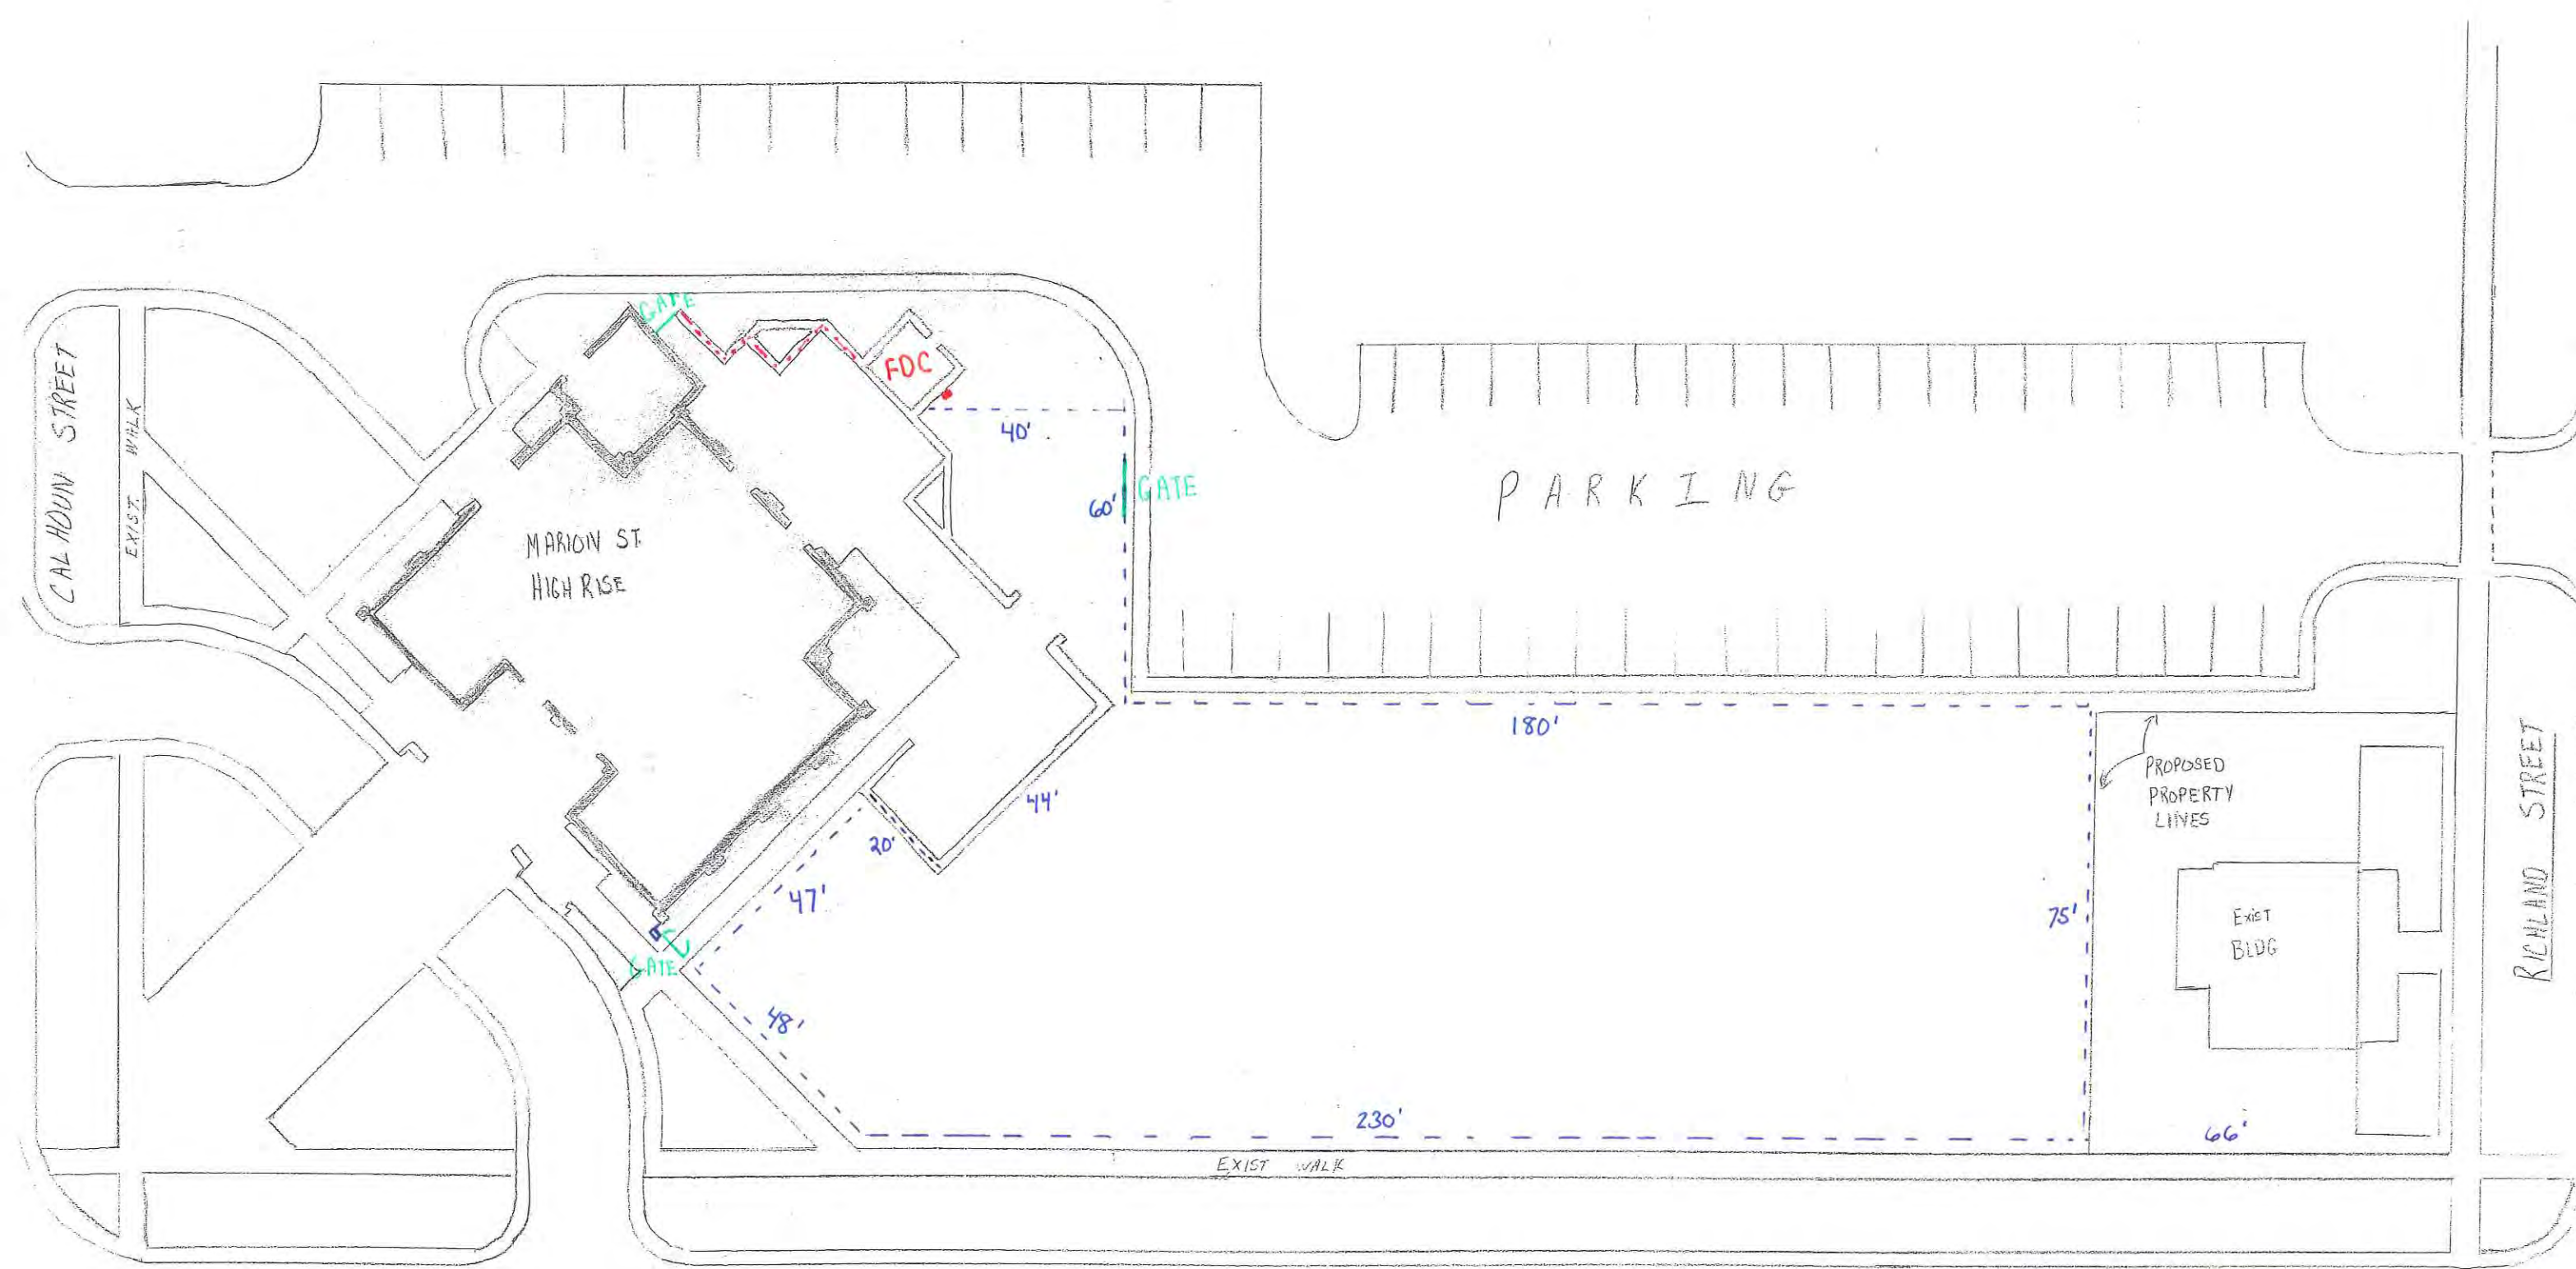 GATE
FDC
40'
CALHOUN STREET
EXIST. WALK
60'
GATE
PARKING
MARION ST.
HIGH RISE
180'
PROPOSED
PROPERTY
LINES
44'
20'
47'
75'
EXIST
BLDG
RICHLAND STREET
GATE
48'
230'
66'
EXIST WALK